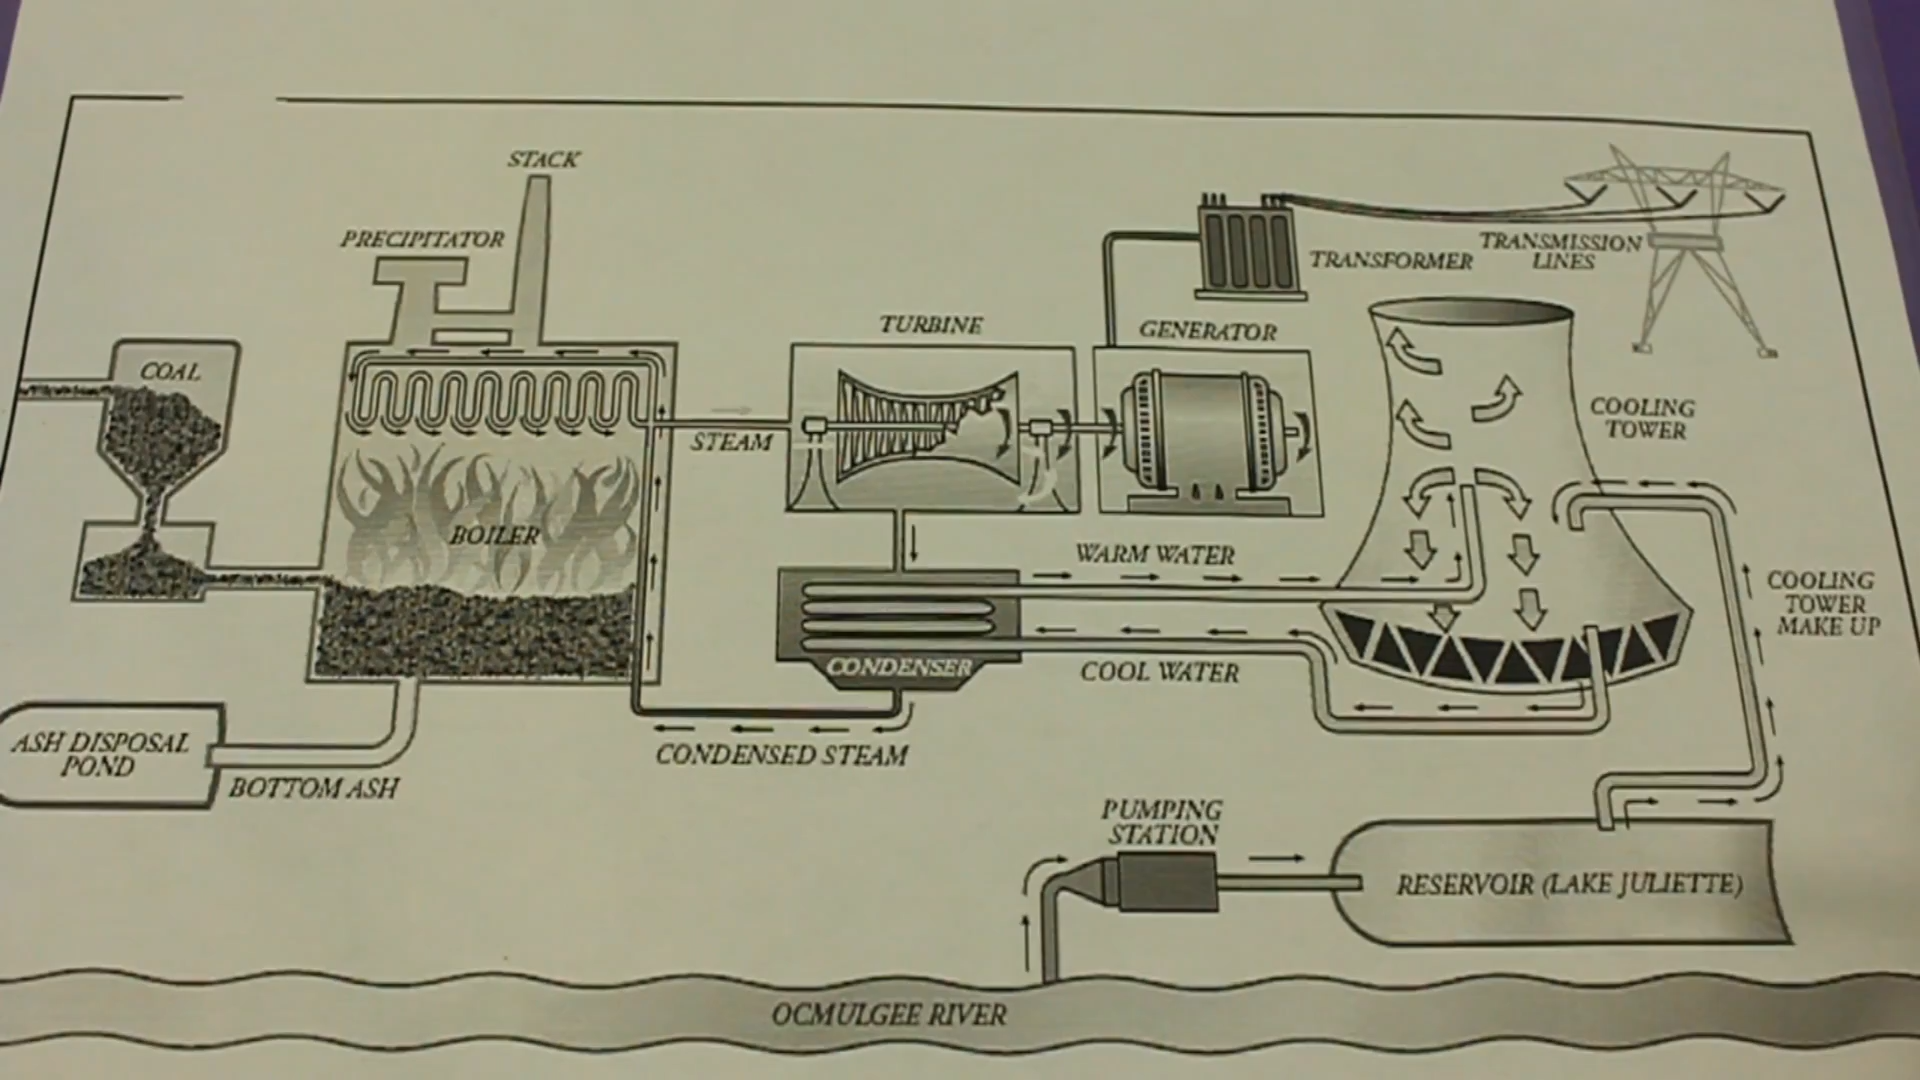 STACK
PRECIPITATOR
TRANSMISSION
LINES
TRANSFORMER
TURBINE
GENERATOR
COAL
COOLING
TOWER
STEAM
BOILER
WARM WATER
COOLING
TOWER
MAKE UP
CONDENSER
COOL WATER
ASH DISPOSAL
POND
CONDENSED STEAM
BOTTOM ASH
PUMPING
STATION
RESERVOIR (LAKE JULIETTE)
OCMULGEE RIVER